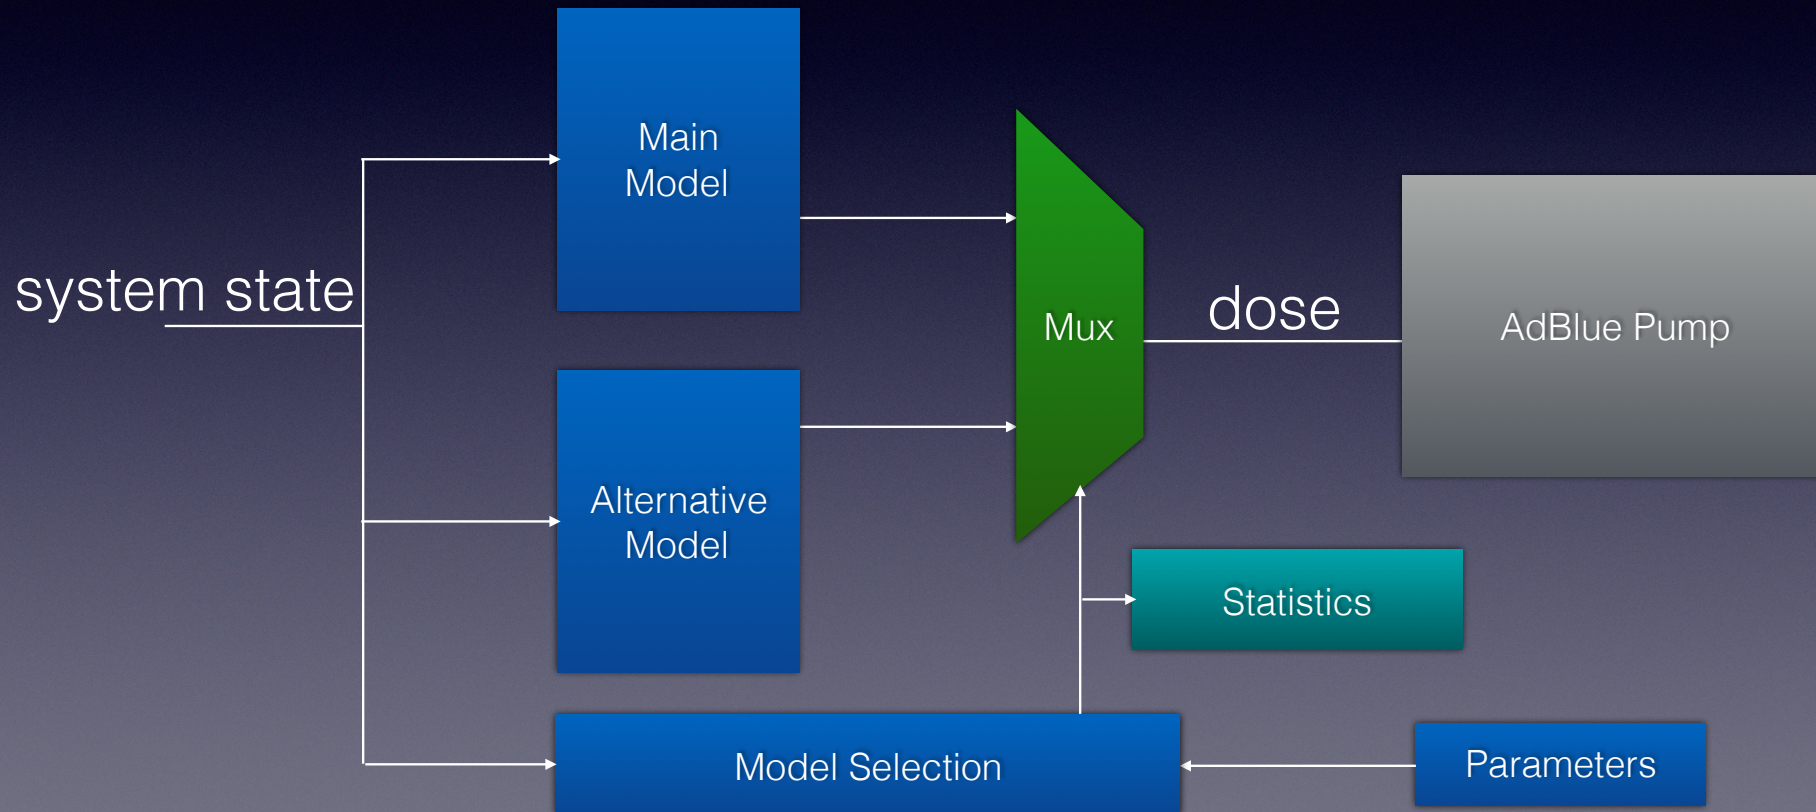 Main
Model
system state
Mux
dose
AdBlue Pump
Alternative
Model
Statistics
Model Selection
Parameters